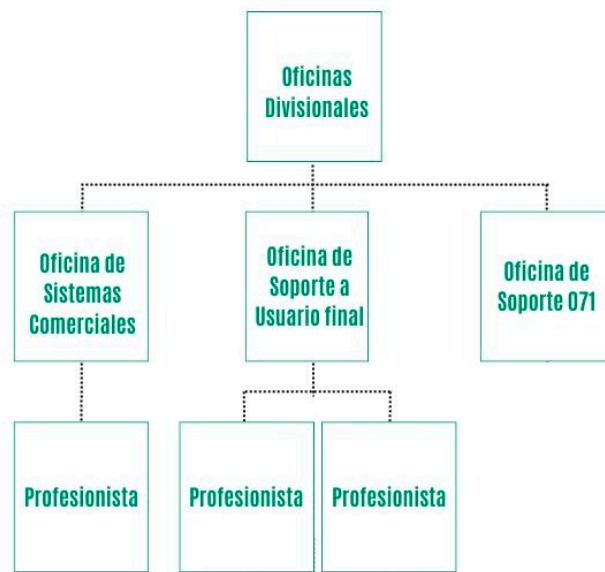 Oficinas
Divisionales
Oficina de
Sistemas
Comerciales
Oficina de
Soporte a
Usuario final
Oficina de
Soporte 071
Profesionista
Profesionista
Profesionista